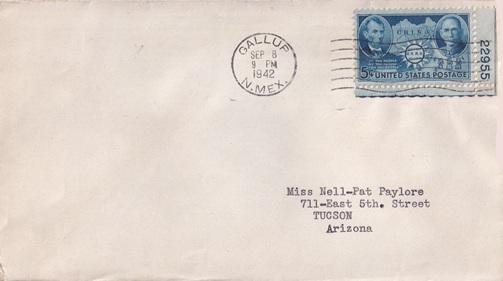 GALLUP
SEP 8
9 PM
1942
N. MEX.
CHINA
5¢ UNITED STATES POSTAGE
22955
Miss Nell-Pat Paylore
711-East 5th. Street
TUCSON
Arizona